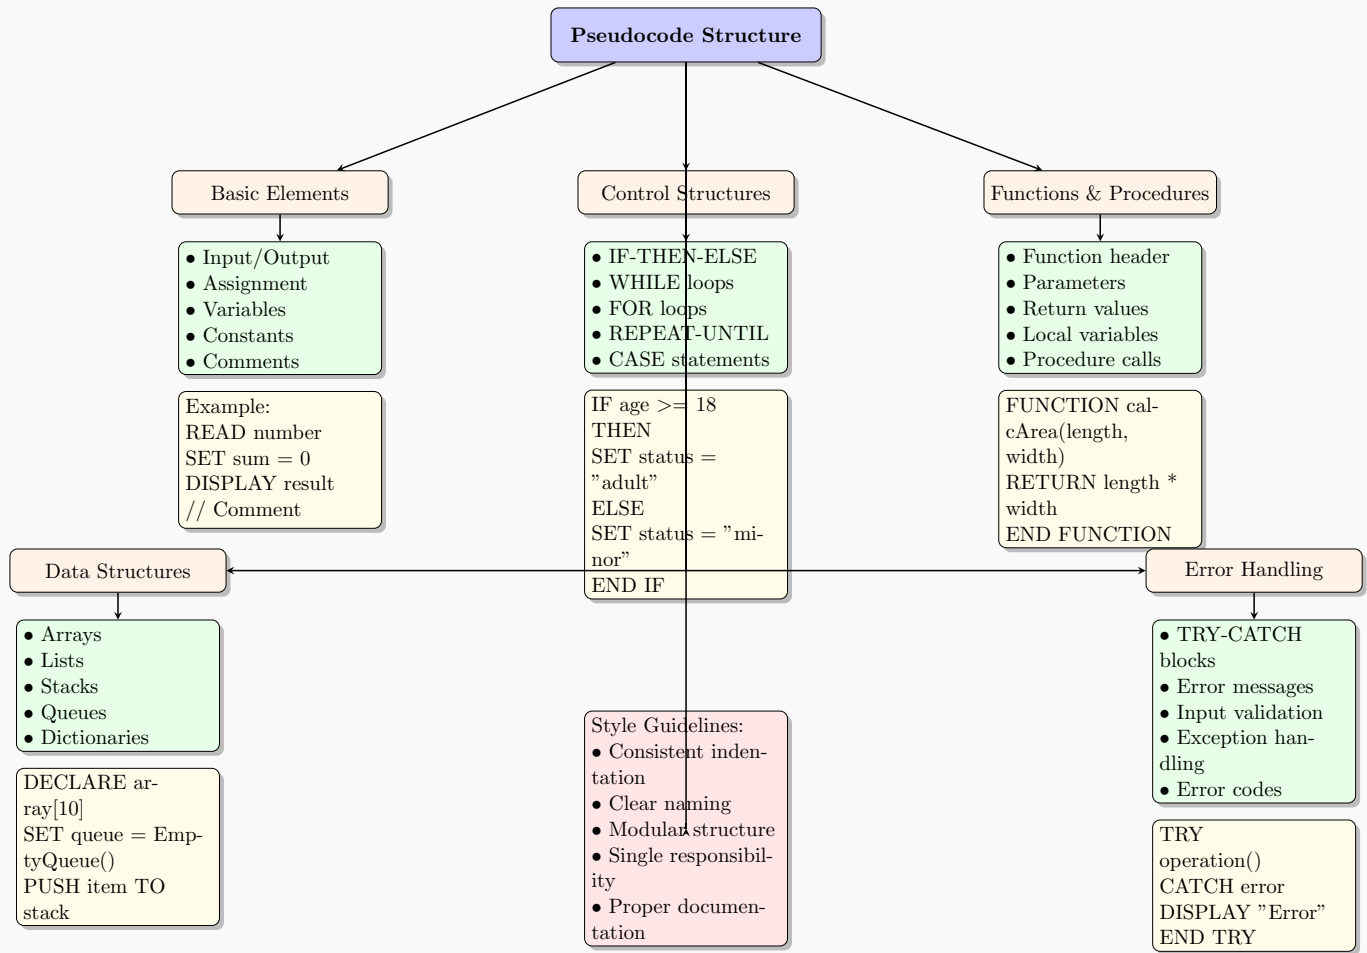 Pseudocode Structure
Basic Elements
Control Structures
Functions & Procedures
• Input/Output
• Assignment
• Variables
• Constants
• Comments
• IF-THEN-ELSE
• WHILE loops
• FOR loops
• REPEAT-UNTIL
• CASE statements
• Function header
• Parameters
• Return values
• Local variables
• Procedure calls
Example:
READ number
SET sum = 0
DISPLAY result
// Comment
IF age >= 18
THEN
SET status =
”adult”
ELSE
SET status = ”mi-
nor”
END IF
FUNCTION cal-
cArea(length,
width)
RETURN length *
width
END FUNCTION
Data Structures
Error Handling
• Arrays
• Lists
• Stacks
• Queues
• Dictionaries
• TRY-CATCH
blocks
• Error messages
• Input validation
• Exception han-
dling
• Error codes
Style Guidelines:
• Consistent inden-
tation
• Clear naming
• Modular structure
• Single responsibil-
ity
• Proper documen-
tation
DECLARE ar-
ray[10]
SET queue = Emp-
tyQueue()
PUSH item TO
stack
TRY
operation()
CATCH error
DISPLAY ”Error”
END TRY